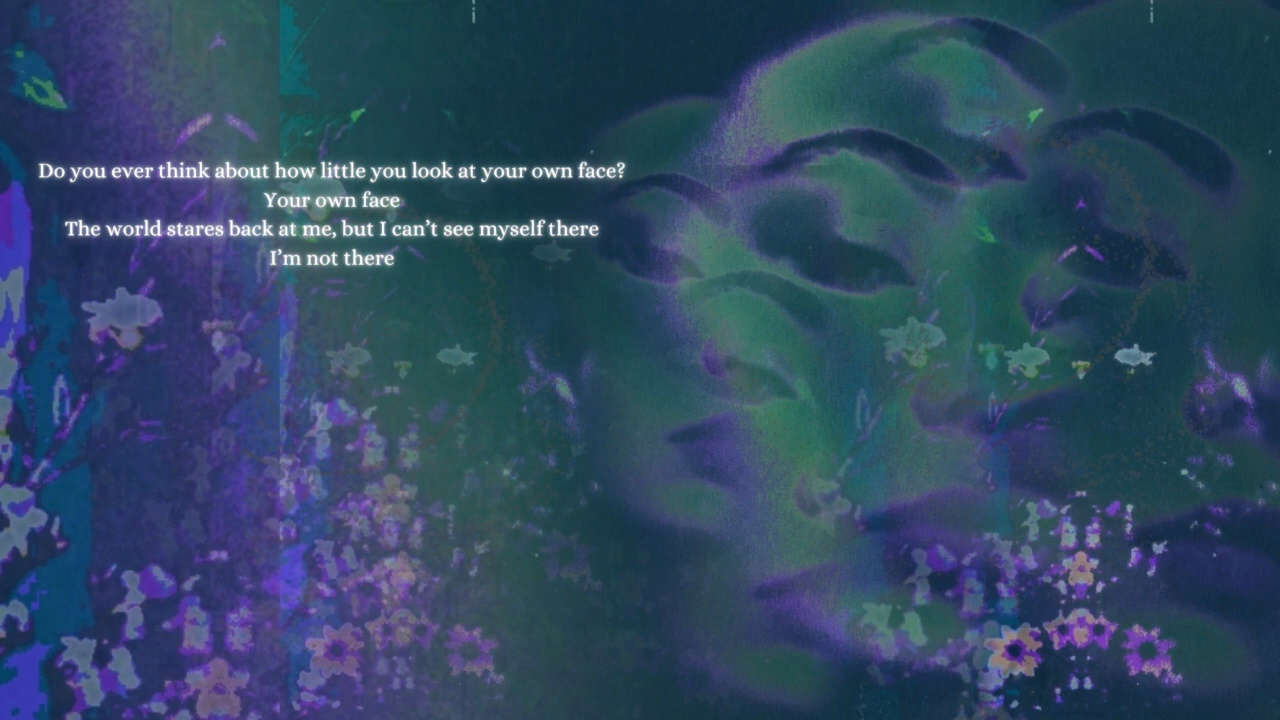 Do you ever think about how little you look at your own face?
Your own face
The world stares back at me, but I can’t see myself there
I’m not there